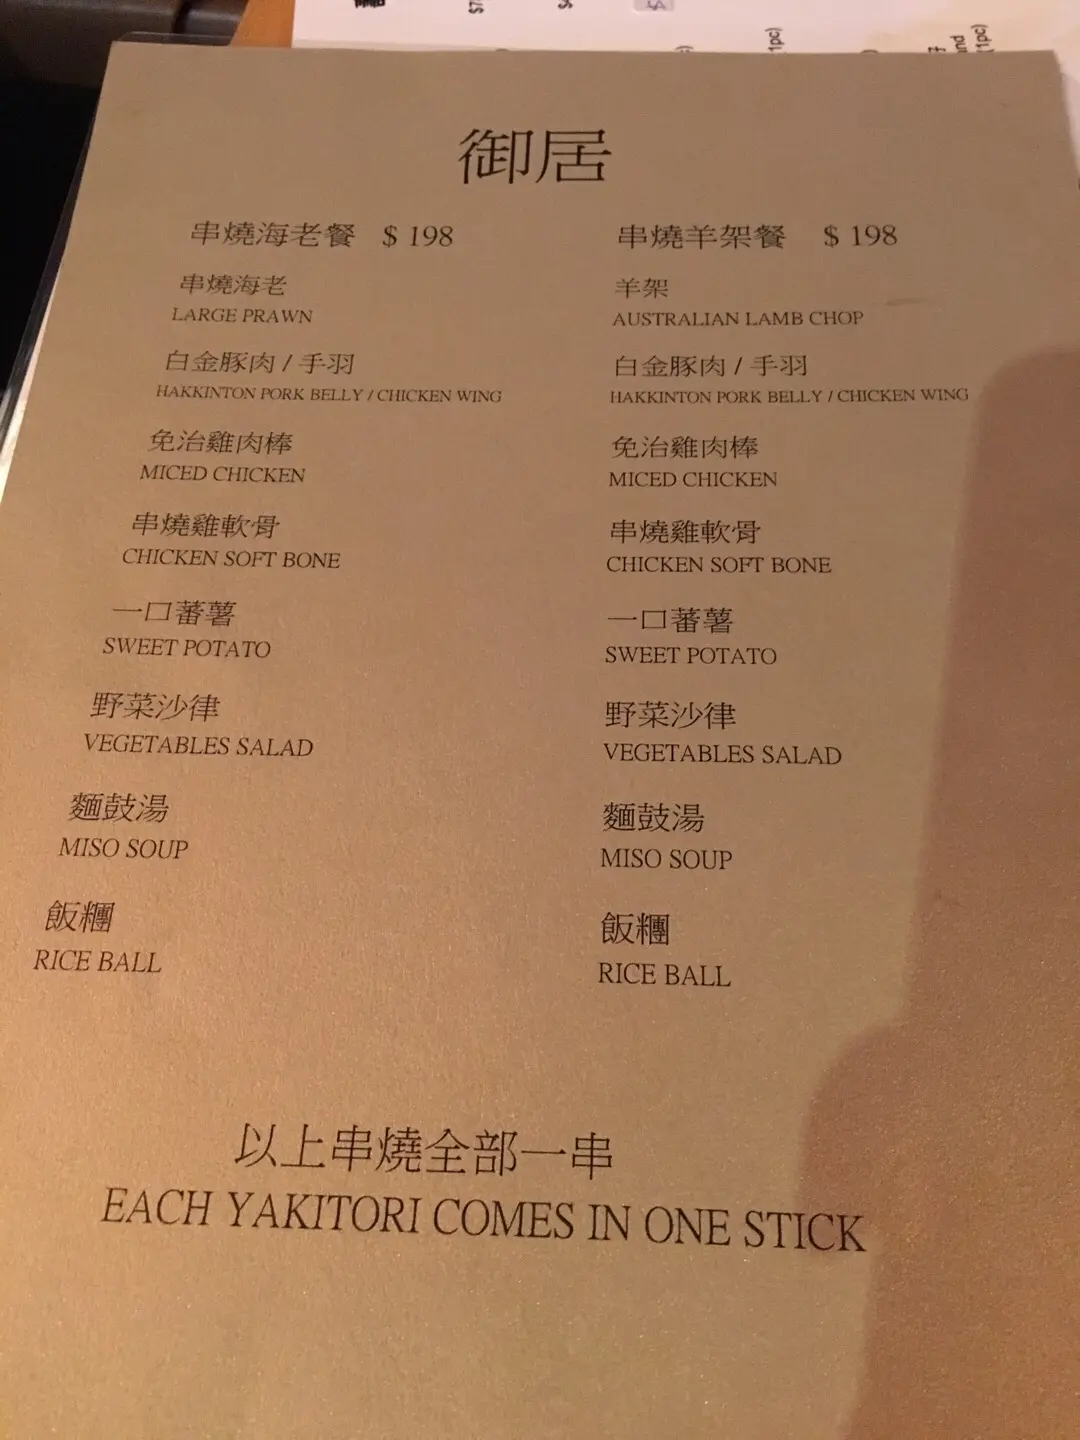 御居
串燒海老餐 $ 198
串燒海老
LARGE PRAWN
白金豚肉 / 手羽
HAKKINTON PORK BELLY / CHICKEN WING
免治雞肉棒
MICED CHICKEN
串燒雞軟骨
CHICKEN SOFT BONE
一口蕃薯
SWEET POTATO
野菜沙律
VEGETABLES SALAD
麵鼓湯
MISO SOUP
飯糰
RICE BALL
串燒羊架餐 $ 198
羊架
AUSTRALIAN LAMB CHOP
白金豚肉 / 手羽
HAKKINTON PORK BELLY / CHICKEN WING
免治雞肉棒
MICED CHICKEN
串燒雞軟骨
CHICKEN SOFT BONE
一口蕃薯
SWEET POTATO
野菜沙律
VEGETABLES SALAD
麵鼓湯
MISO SOUP
飯糰
RICE BALL
以上串燒全部一串
EACH YAKITORI COMES IN ONE STICK